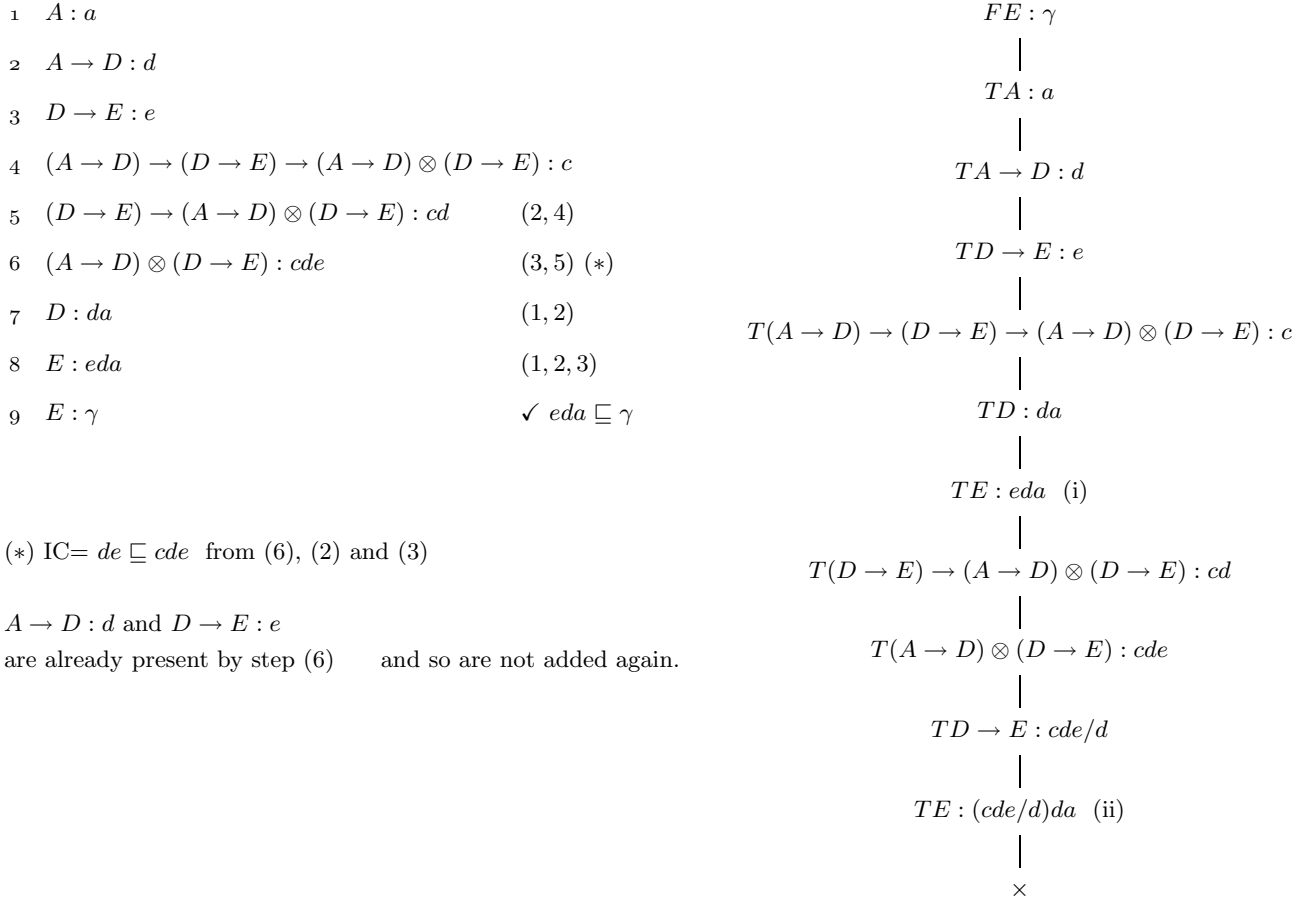 1 A : a
2 A → D : d
3 D → E : e
4 (A → D) → (D → E) → (A → D) ⊗ (D → E) : c
5 (D → E) → (A → D) ⊗ (D → E) : cd (2, 4)
6 (A → D) ⊗ (D → E) : cde (3, 5) (∗)
7 D : da (1, 2)
8 E : eda (1, 2, 3)
9 E : γ ✓ eda ⊑ γ
(∗) IC= de ⊑ cde from (6), (2) and (3)
A → D : d and D → E : e
are already present by step (6) and so are not added again.
FE : γ
TA : a
TA → D : d
TD → E : e
T(A → D) → (D → E) → (A → D) ⊗ (D → E) : c
TD : da
TE : eda (i)
T(D → E) → (A → D) ⊗ (D → E) : cd
T(A → D) ⊗ (D → E) : cde
TD → E : cde/d
TE : (cde/d)da (ii)
×